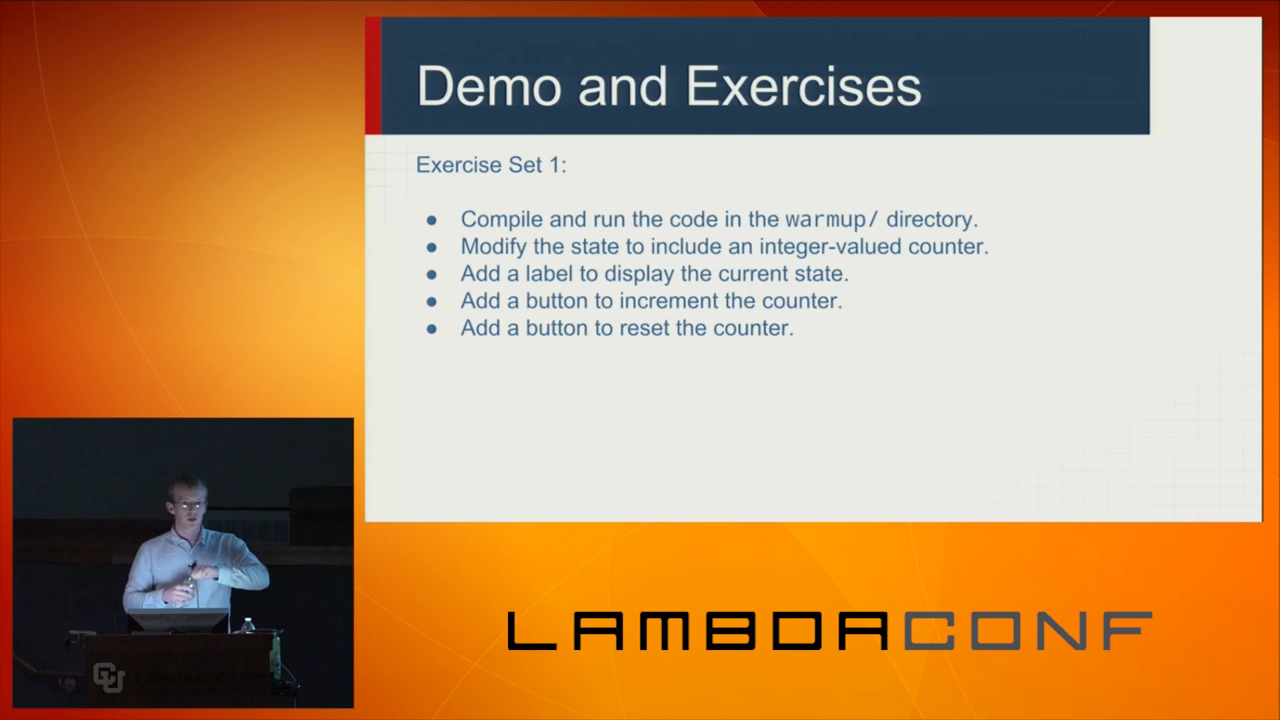 Demo and Exercises
Exercise Set 1:
● Compile and run the code in the warmup/ directory.
● Modify the state to include an integer-valued counter.
● Add a label to display the current state.
● Add a button to increment the counter.
● Add a button to reset the counter.
LAMBDACONF
CU